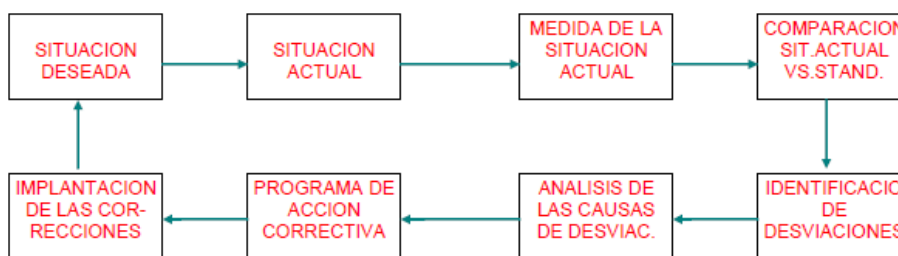 SITUACION
DESEADA
SITUACION
ACTUAL
MEDIDA DE LA
SITUACION
ACTUAL
COMPARACION
SIT.ACTUAL
VS.STAND.
IDENTIFICACIO
DE
DESVIACIONES
ANALISIS DE
LAS CAUSAS
DE DESVIAC.
PROGRAMA DE
ACCION
CORRECTIVA
IMPLANTACION
DE LAS COR-
RECCIONES